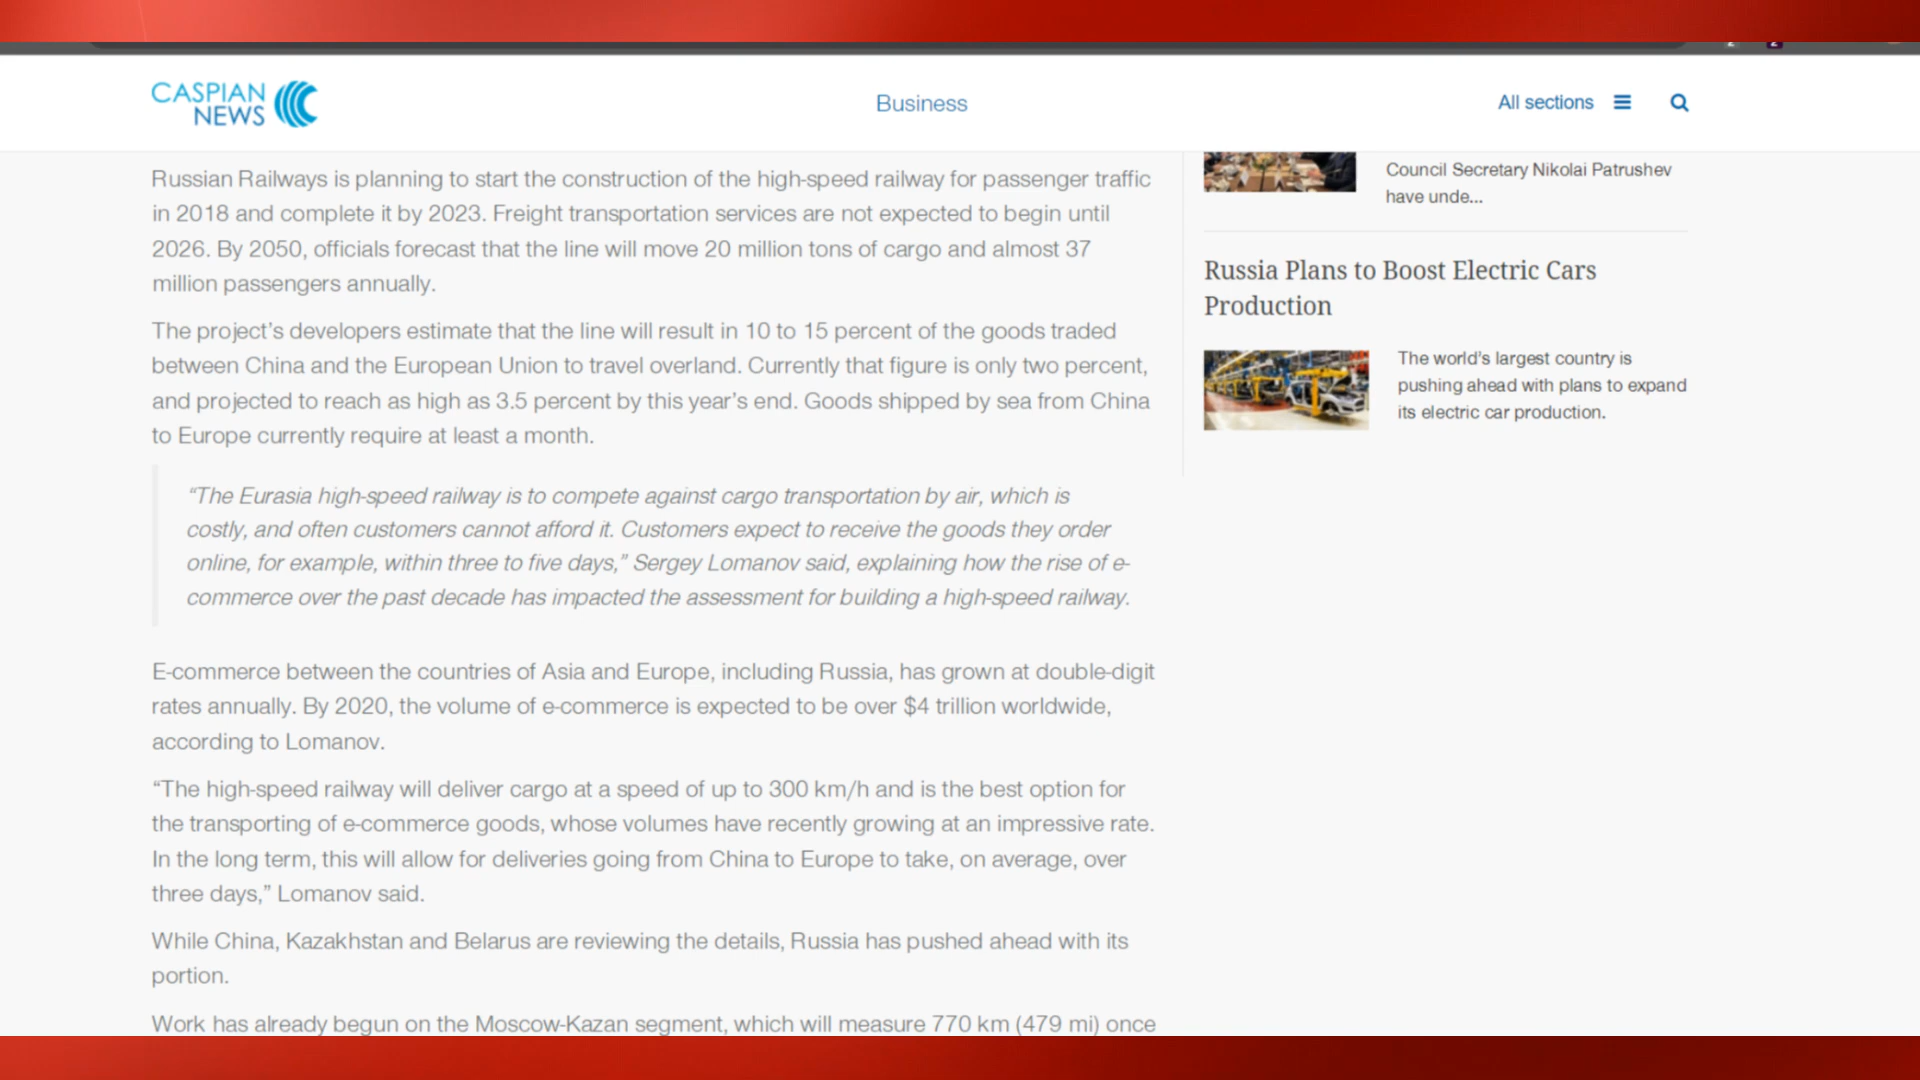 CASPIAN
NEWS
Business
All sections
Russian Railways is planning to start the construction of the high-speed railway for passenger traffic
in 2018 and complete it by 2023. Freight transportation services are not expected to begin until
2026. By 2050, officials forecast that the line will move 20 million tons of cargo and almost 37
million passengers annually.
The project’s developers estimate that the line will result in 10 to 15 percent of the goods traded
between China and the European Union to travel overland. Currently that figure is only two percent,
and projected to reach as high as 3.5 percent by this year’s end. Goods shipped by sea from China
to Europe currently require at least a month.
“The Eurasia high-speed railway is to compete against cargo transportation by air, which is
costly, and often customers cannot afford it. Customers expect to receive the goods they order
online, for example, within three to five days,” Sergey Lomanov said, explaining how the rise of e-
commerce over the past decade has impacted the assessment for building a high-speed railway.
E-commerce between the countries of Asia and Europe, including Russia, has grown at double-digit
rates annually. By 2020, the volume of e-commerce is expected to be over $4 trillion worldwide,
according to Lomanov.
“The high-speed railway will deliver cargo at a speed of up to 300 km/h and is the best option for
the transporting of e-commerce goods, whose volumes have recently growing at an impressive rate.
In the long term, this will allow for deliveries going from China to Europe to take, on average, over
three days,” Lomanov said.
While China, Kazakhstan and Belarus are reviewing the details, Russia has pushed ahead with its
portion.
Work has already begun on the Moscow-Kazan segment, which will measure 770 km (479 mi) once
Council Secretary Nikolai Patrushev
have unde...
Russia Plans to Boost Electric Cars
Production
The world’s largest country is
pushing ahead with plans to expand
its electric car production.